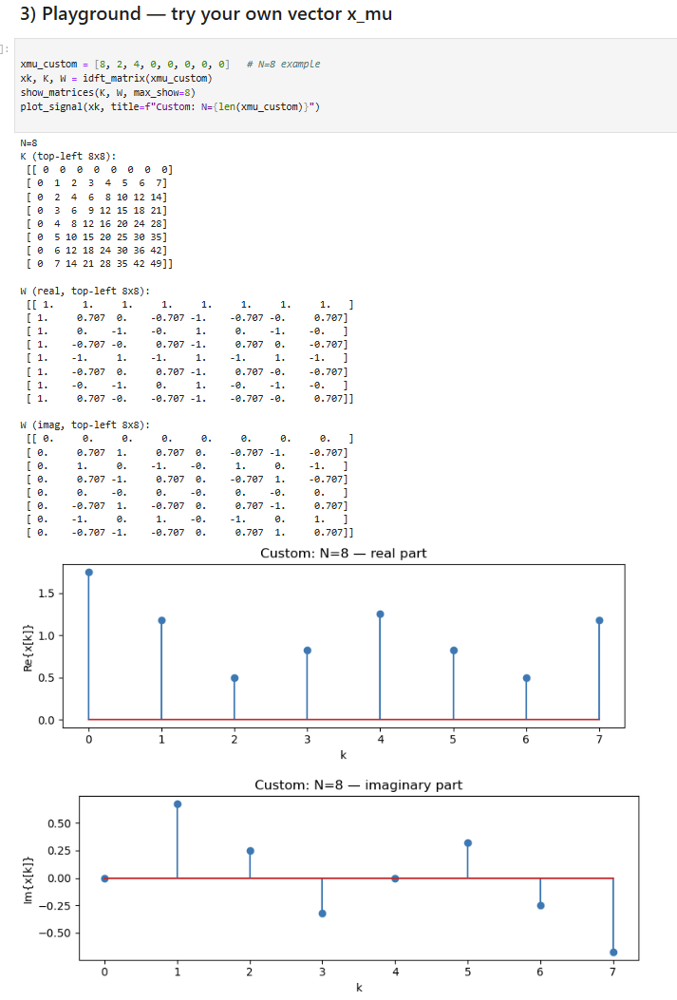 3) Playground — try your own vector x_mu
]:
xmu_custom = [8, 2, 4, 0, 0, 0, 0, 0]   # N=8 example
xk, K, W = idft_matrix(xmu_custom)
show_matrices(K, W, max_show=8)
plot_signal(xk, title=f"Custom: N={len(xmu_custom)}")
N=8
K (top-left 8x8):
[[ 0  0  0  0  0  0  0  0]
[ 0  1  2  3  4  5  6  7]
[ 0  2  4  6  8 10 12 14]
[ 0  3  6  9 12 15 18 21]
[ 0  4  8 12 16 20 24 28]
[ 0  5 10 15 20 25 30 35]
[ 0  6 12 18 24 30 36 42]
[ 0  7 14 21 28 35 42 49]]
W (real, top-left 8x8):
[[ 1.     1.     1.     1.     1.     1.     1.     1.   ]
[ 1.     0.707  0.    -0.707 -1.    -0.707 -0.     0.707]
[ 1.     0.    -1.    -0.     1.     0.    -1.    -0.   ]
[ 1.    -0.707 -0.     0.707 -1.     0.707  0.    -0.707]
[ 1.    -1.     1.    -1.     1.    -1.     1.    -1.   ]
[ 1.    -0.707  0.     0.707 -1.     0.707 -0.    -0.707]
[ 1.    -0.    -1.     0.     1.    -0.    -1.    -0.   ]
[ 1.     0.707 -0.    -0.707 -1.    -0.707 -0.     0.707]]
W (imag, top-left 8x8):
[[ 0.     0.     0.     0.     0.     0.     0.     0.   ]
[ 0.     0.707  1.     0.707  0.    -0.707 -1.    -0.707]
[ 0.     1.     0.    -1.    -0.     1.     0.    -1.   ]
[ 0.     0.707 -1.     0.707  0.    -0.707  1.    -0.707]
[ 0.     0.    -0.     0.    -0.     0.    -0.     0.   ]
[ 0.    -0.707  1.    -0.707  0.     0.707 -1.     0.707]
[ 0.    -1.     0.     1.    -0.    -1.     0.     1.   ]
[ 0.    -0.707 -1.    -0.707  0.     0.707  1.     0.707]]
Custom: N=8 — real part
Re{x[k]}
1.5
1.0
0.5
0.0
0 1 2 3 4 5 6 7
k
Custom: N=8 — imaginary part
Im{x[k]}
0.50
0.25
0.00
−0.25
−0.50
0 1 2 3 4 5 6 7
k